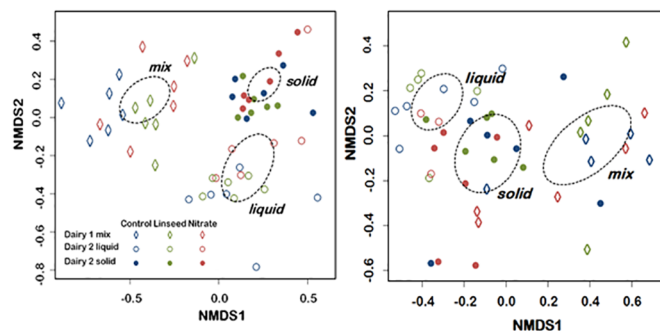 0.4
0.2
0.0
-0.2
-0.4
-0.6
-0.8
NMDS2
mix
solid
liquid
Control Linseed Nitrate
Dairy 1 mix
Dairy 2 liquid
Dairy 2 solid
-0.5 0.0 0.5
NMDS1
0.4
0.2
0.0
-0.2
-0.4
-0.6
NMDS2
liquid
solid
mix
-0.4 -0.2 0.0 0.2 0.4 0.6
NMDS1